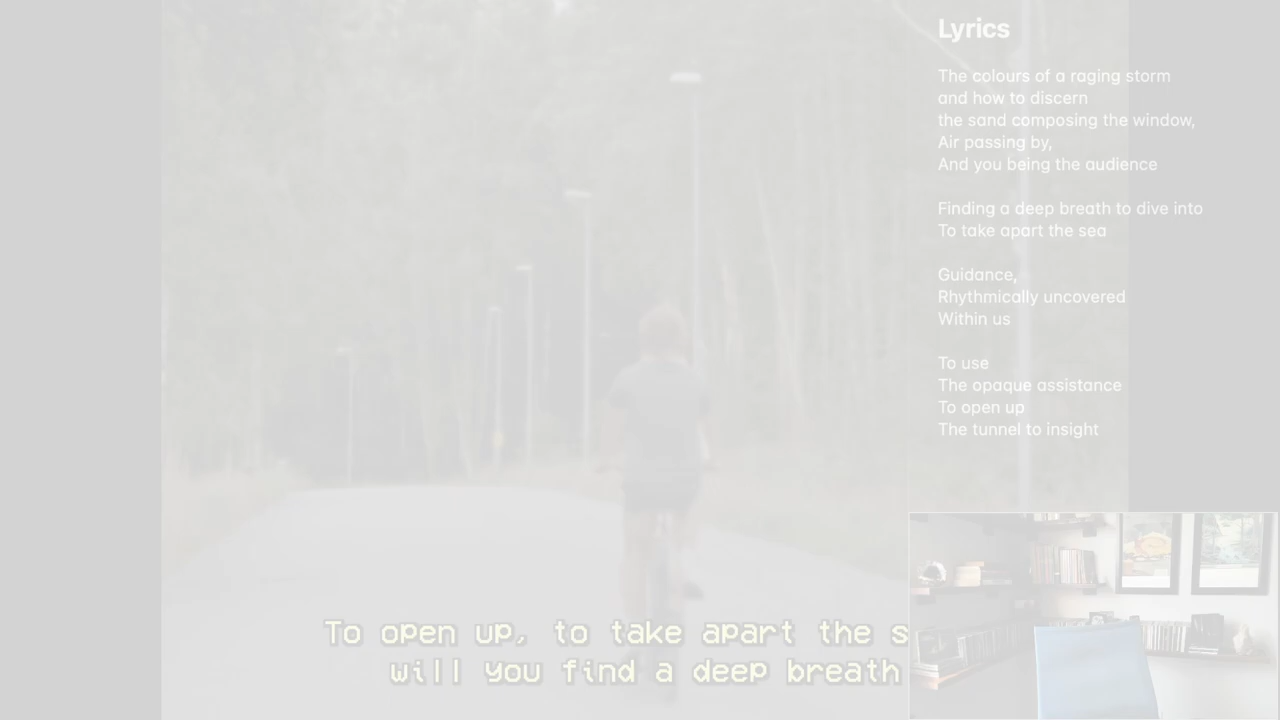 Lyrics
The colours of a raging storm
and how to discern
the sand composing the window,
Air passing by,
And you being the audience
Finding a deep breath to dive into
To take apart the sea
Guidance,
Rhythmically uncovered
Within us
To use
The opaque assistance
To open up
The tunnel to insight
To open up, to take apart the s
will you find a deep breath